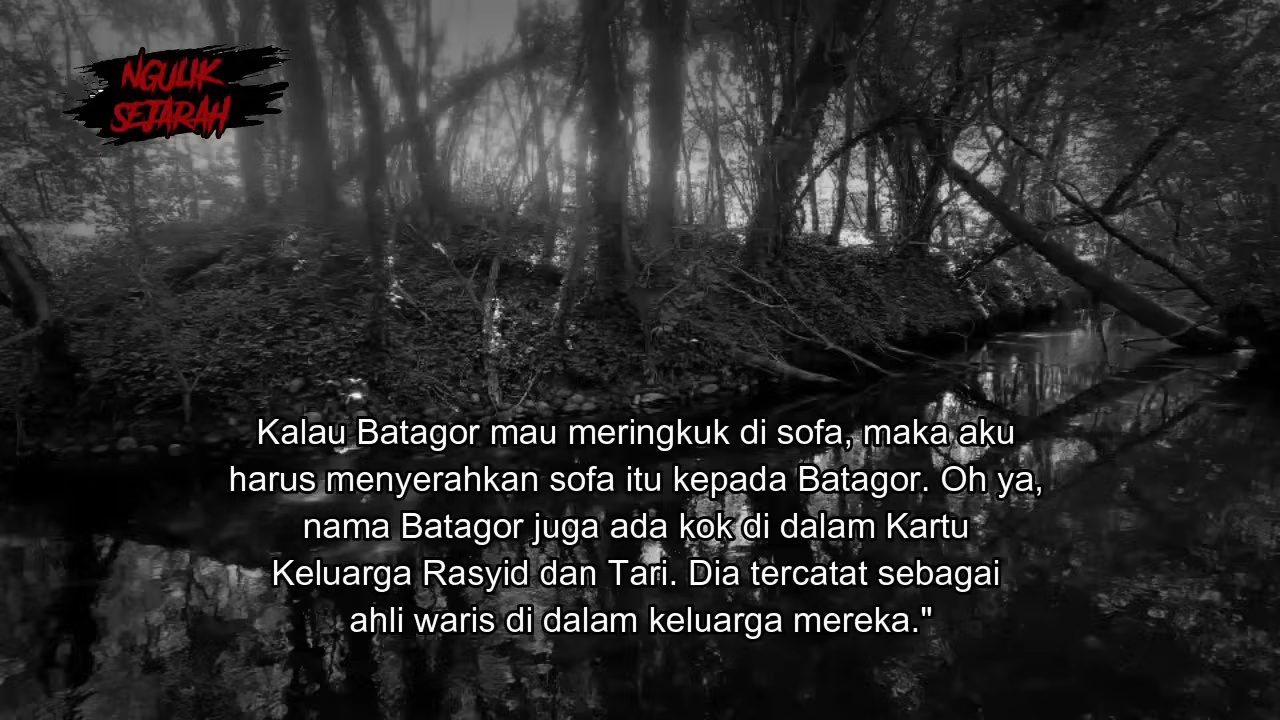 NGULIK
SEJARAH
Kalau Batagor mau meringkuk di sofa, maka aku
harus menyerahkan sofa itu kepada Batagor. Oh ya,
nama Batagor juga ada kok di dalam Kartu
Keluarga Rasyid dan Tari. Dia tercatat sebagai
ahli waris di dalam keluarga mereka."